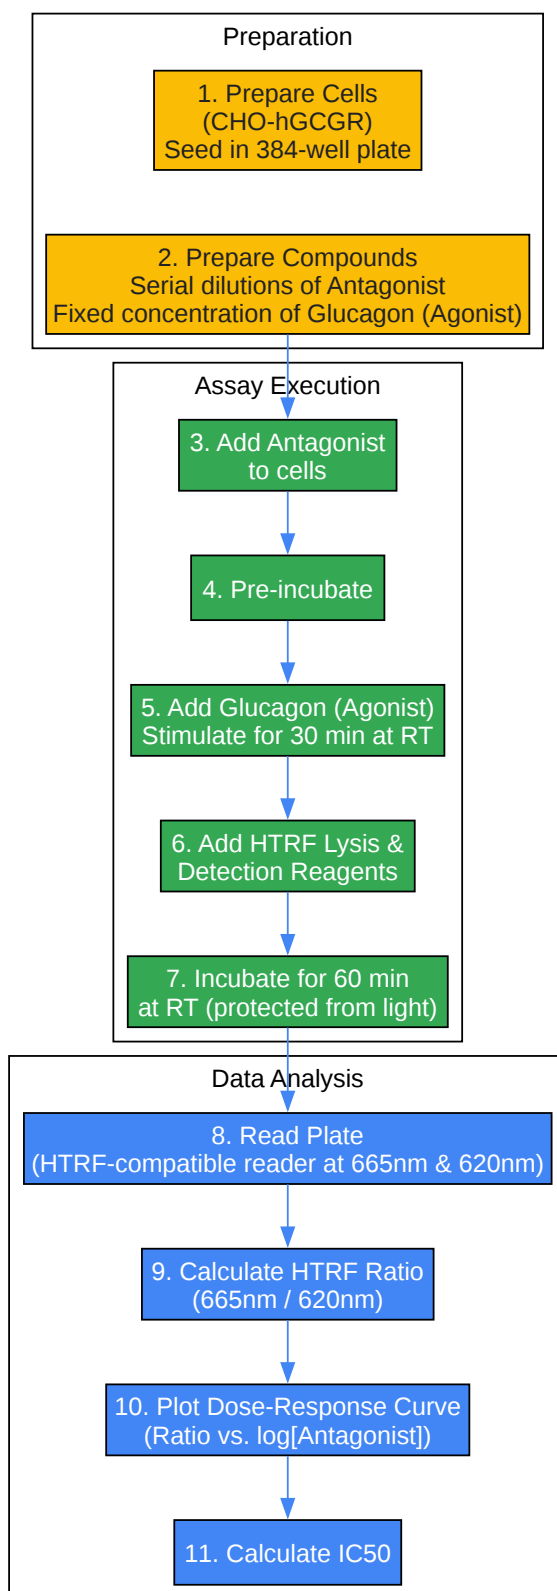 Preparation
1. Prepare Cells
(CHO-hGCGR)
Seed in 384-well plate
2. Prepare Compounds
Serial dilutions of Antagonist
Fixed concentration of Glucagon (Agonist)
Assay Execution
3. Add Antagonist
to cells
4. Pre-incubate
5. Add Glucagon (Agonist)
Stimulate for 30 min at RT
6. Add HTRF Lysis &
Detection Reagents
7. Incubate for 60 min
at RT (protected from light)
Data Analysis
8. Read Plate
(HTRF-compatible reader at 665nm & 620nm)
9. Calculate HTRF Ratio
(665nm / 620nm)
10. Plot Dose-Response Curve
(Ratio vs. log[Antagonist])
11. Calculate IC50